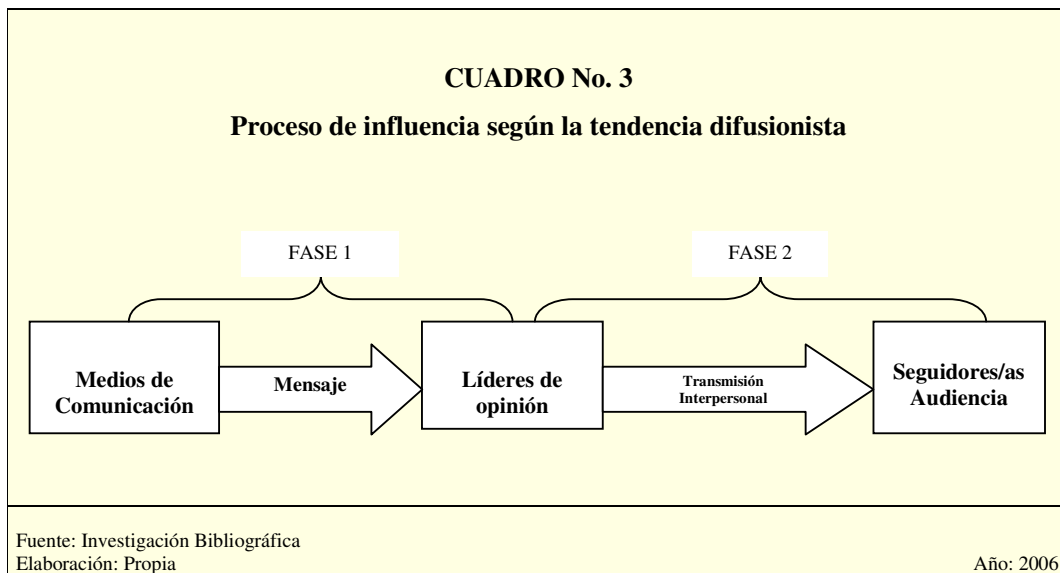 CUADRO No. 3
Proceso de influencia según la tendencia difusionista
FASE 1
FASE 2
Medios de
Comunicación
Mensaje
Líderes de
opinión
Transmisión
Interpersonal
Seguidores/as
Audiencia
Fuente: Investigación Bibliográfica
Elaboración: Propia
Año: 2006